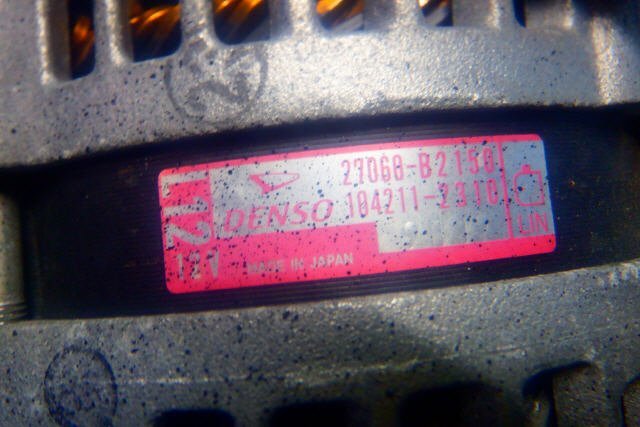 27060-B2150
DENSO 104211-2310
12V
MADE IN JAPAN
LIN